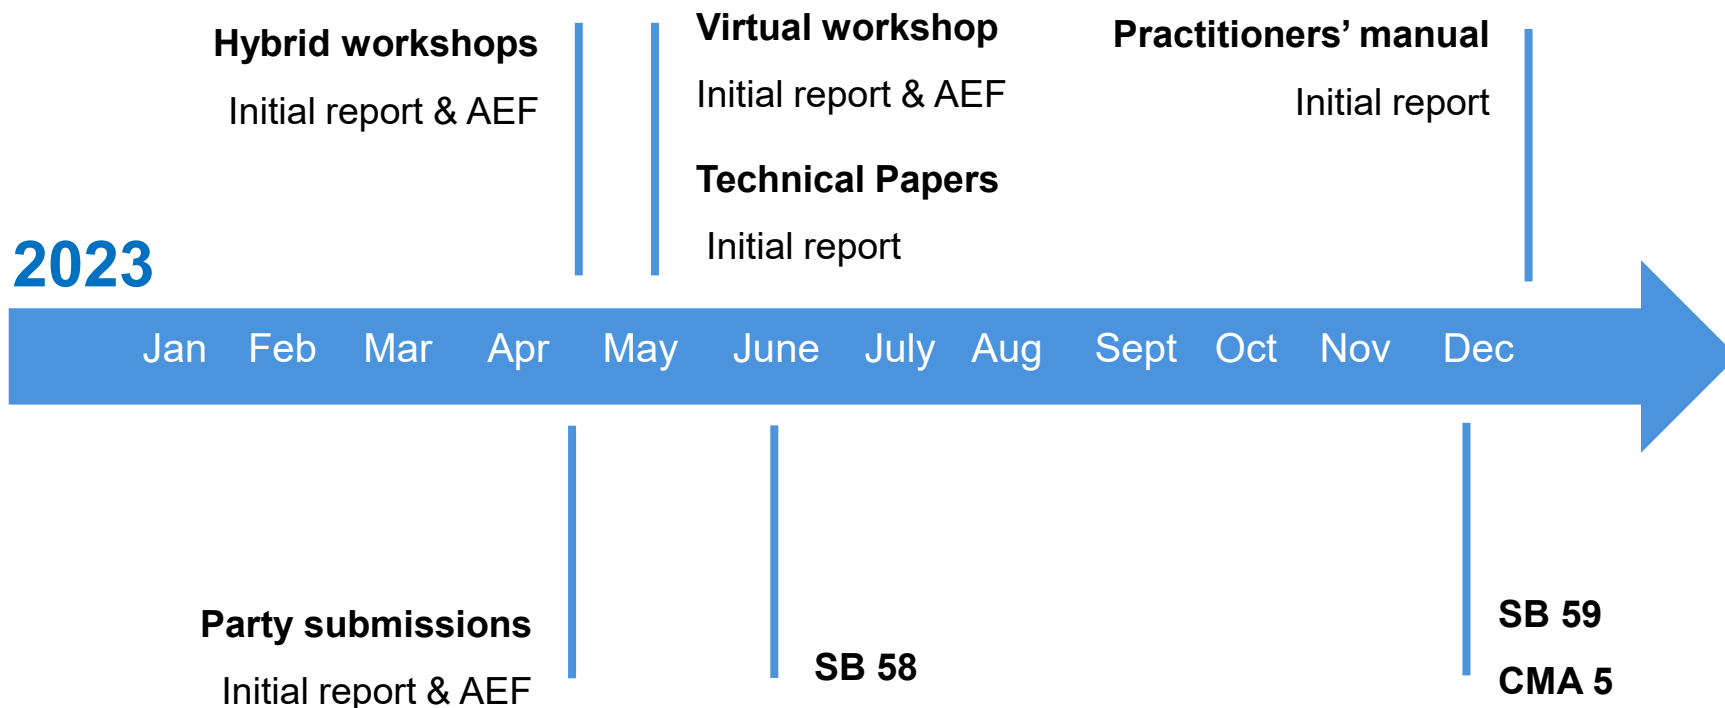 Hybrid workshops
Initial report & AEF
Virtual workshop
Initial report & AEF
Technical Papers
Initial report
Practitioners’ manual
Initial report
2023
Jan Feb Mar Apr May June July Aug Sept Oct Nov Dec
Party submissions
Initial report & AEF
SB 58
SB 59
CMA 5